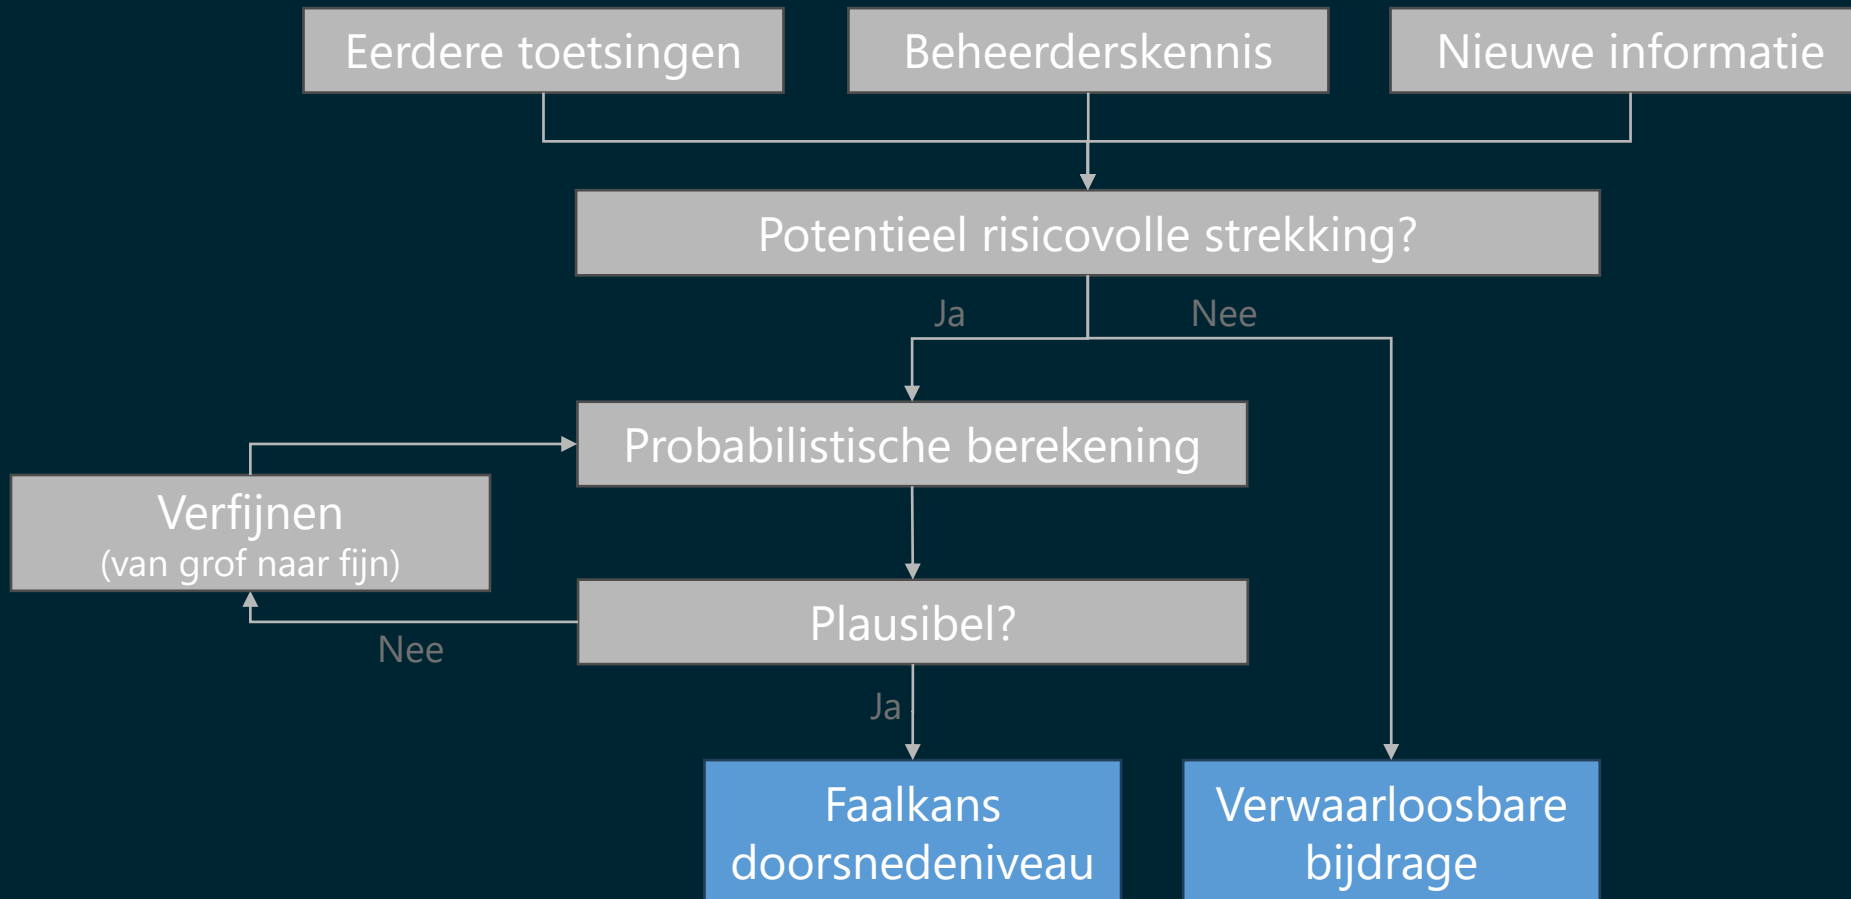 Eerdere toetsingen
Beheerderskennis
Nieuwe informatie
Potentieel risicovolle strekking?
Ja
Nee
Probabilistische berekening
Verfijnen
(van grof naar fijn)
Plausibel?
Nee
Ja
Faalkans
doorsnedeniveau
Verwaarloosbare
bijdrage